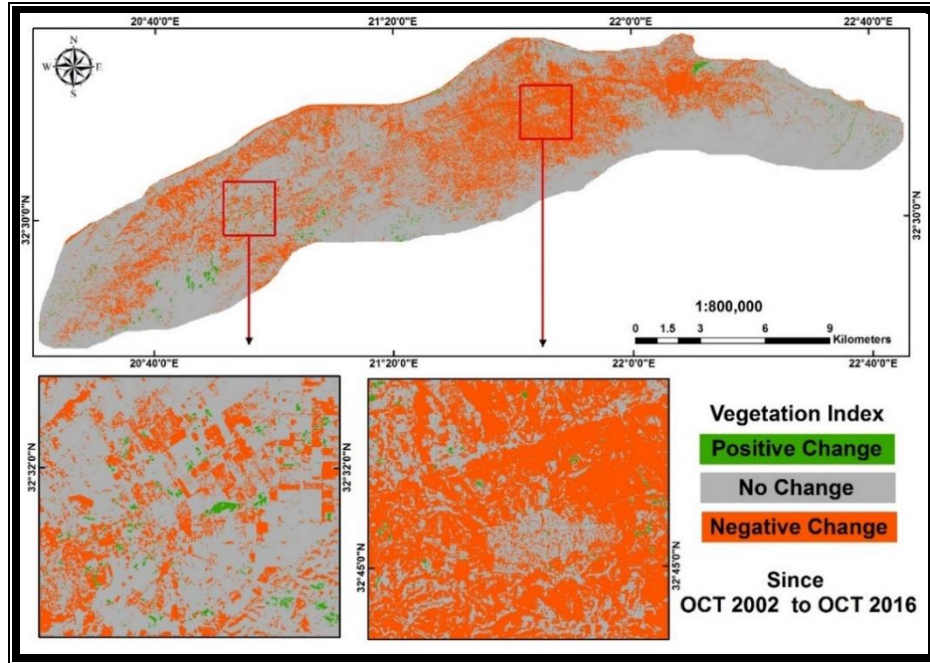 20°40'0"E 21°20'0"E 22°0'0"E 22°40'0"E
N
W E
S
32°30'0"N
32°30'0"N
1:800,000
0 1.5 3 6 9
Kilometers
20°40'0"E 21°20'0"E 22°0'0"E 22°40'0"E
32°32'0"N
32°32'0"N
32°45'0"N
32°45'0"N
Vegetation Index
Positive Change
No Change
Negative Change
Since
OCT 2002 to OCT 2016